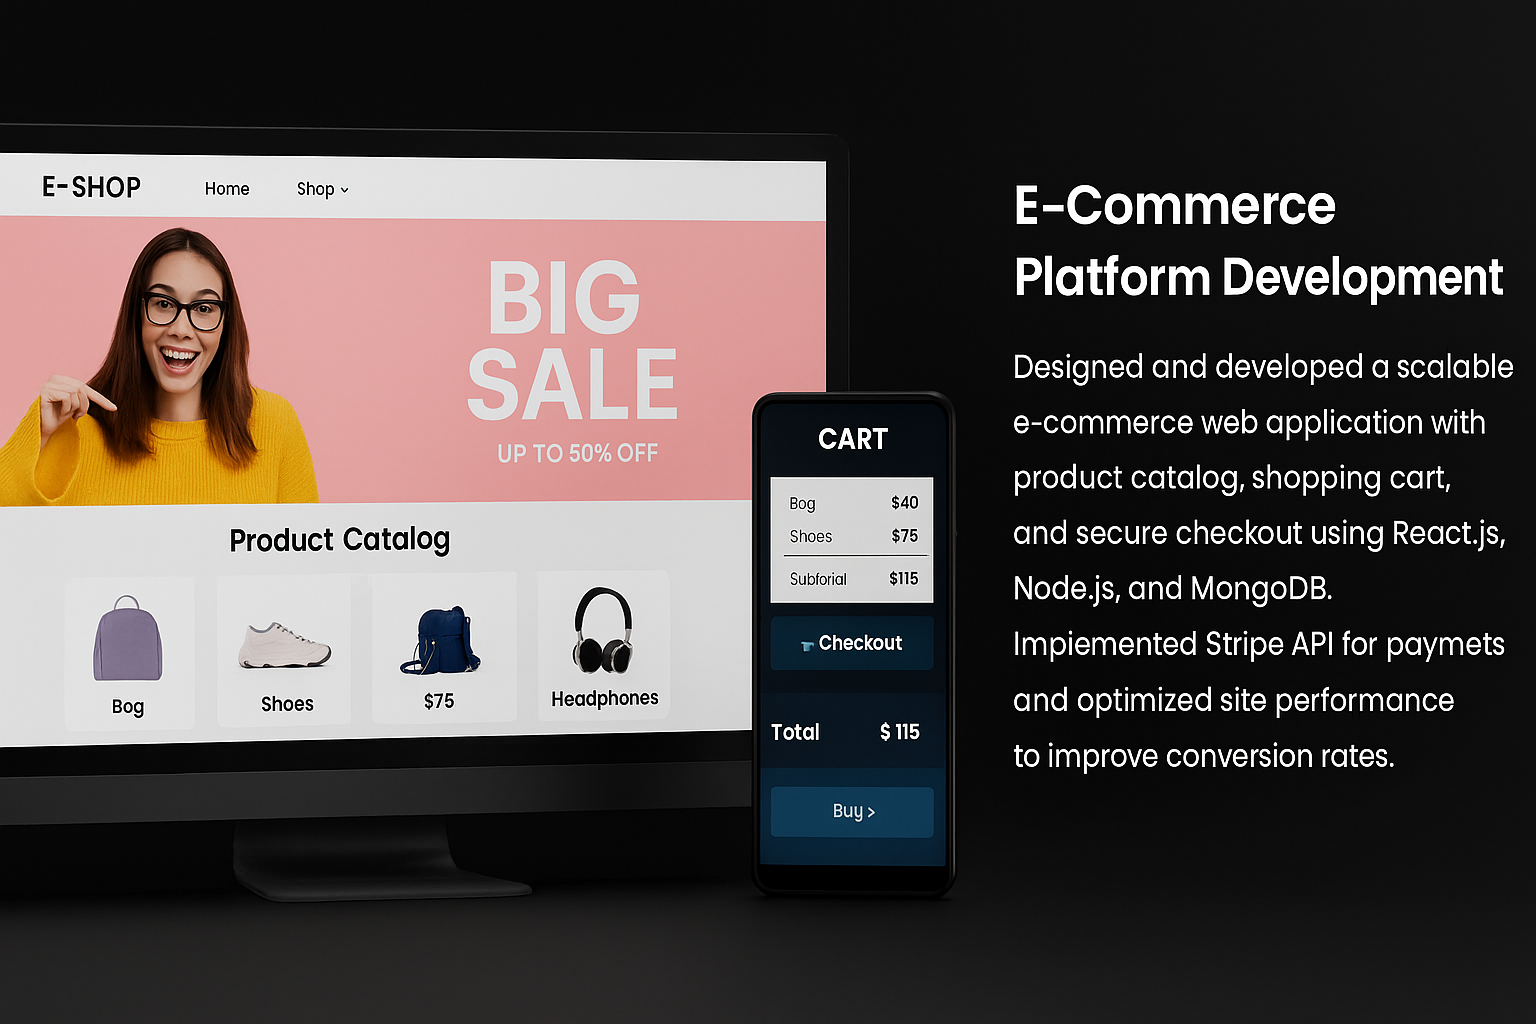 E-SHOP Home Shop
BIG
SALE
UP TO 50% OFF
Product Catalog
Bog Shoes $75 Headphones
CART
Bog $40
Shoes $75
Subforial $115
Checkout
Total $ 115
Buy >
E-Commerce
Platform Development
Designed and developed a scalable
e-commerce web application with
product catalog, shopping cart,
and secure checkout using React.js,
Node.js, and MongoDB.
Impiemented Stripe API for paymets
and optimized site performance
to improve conversion rates.